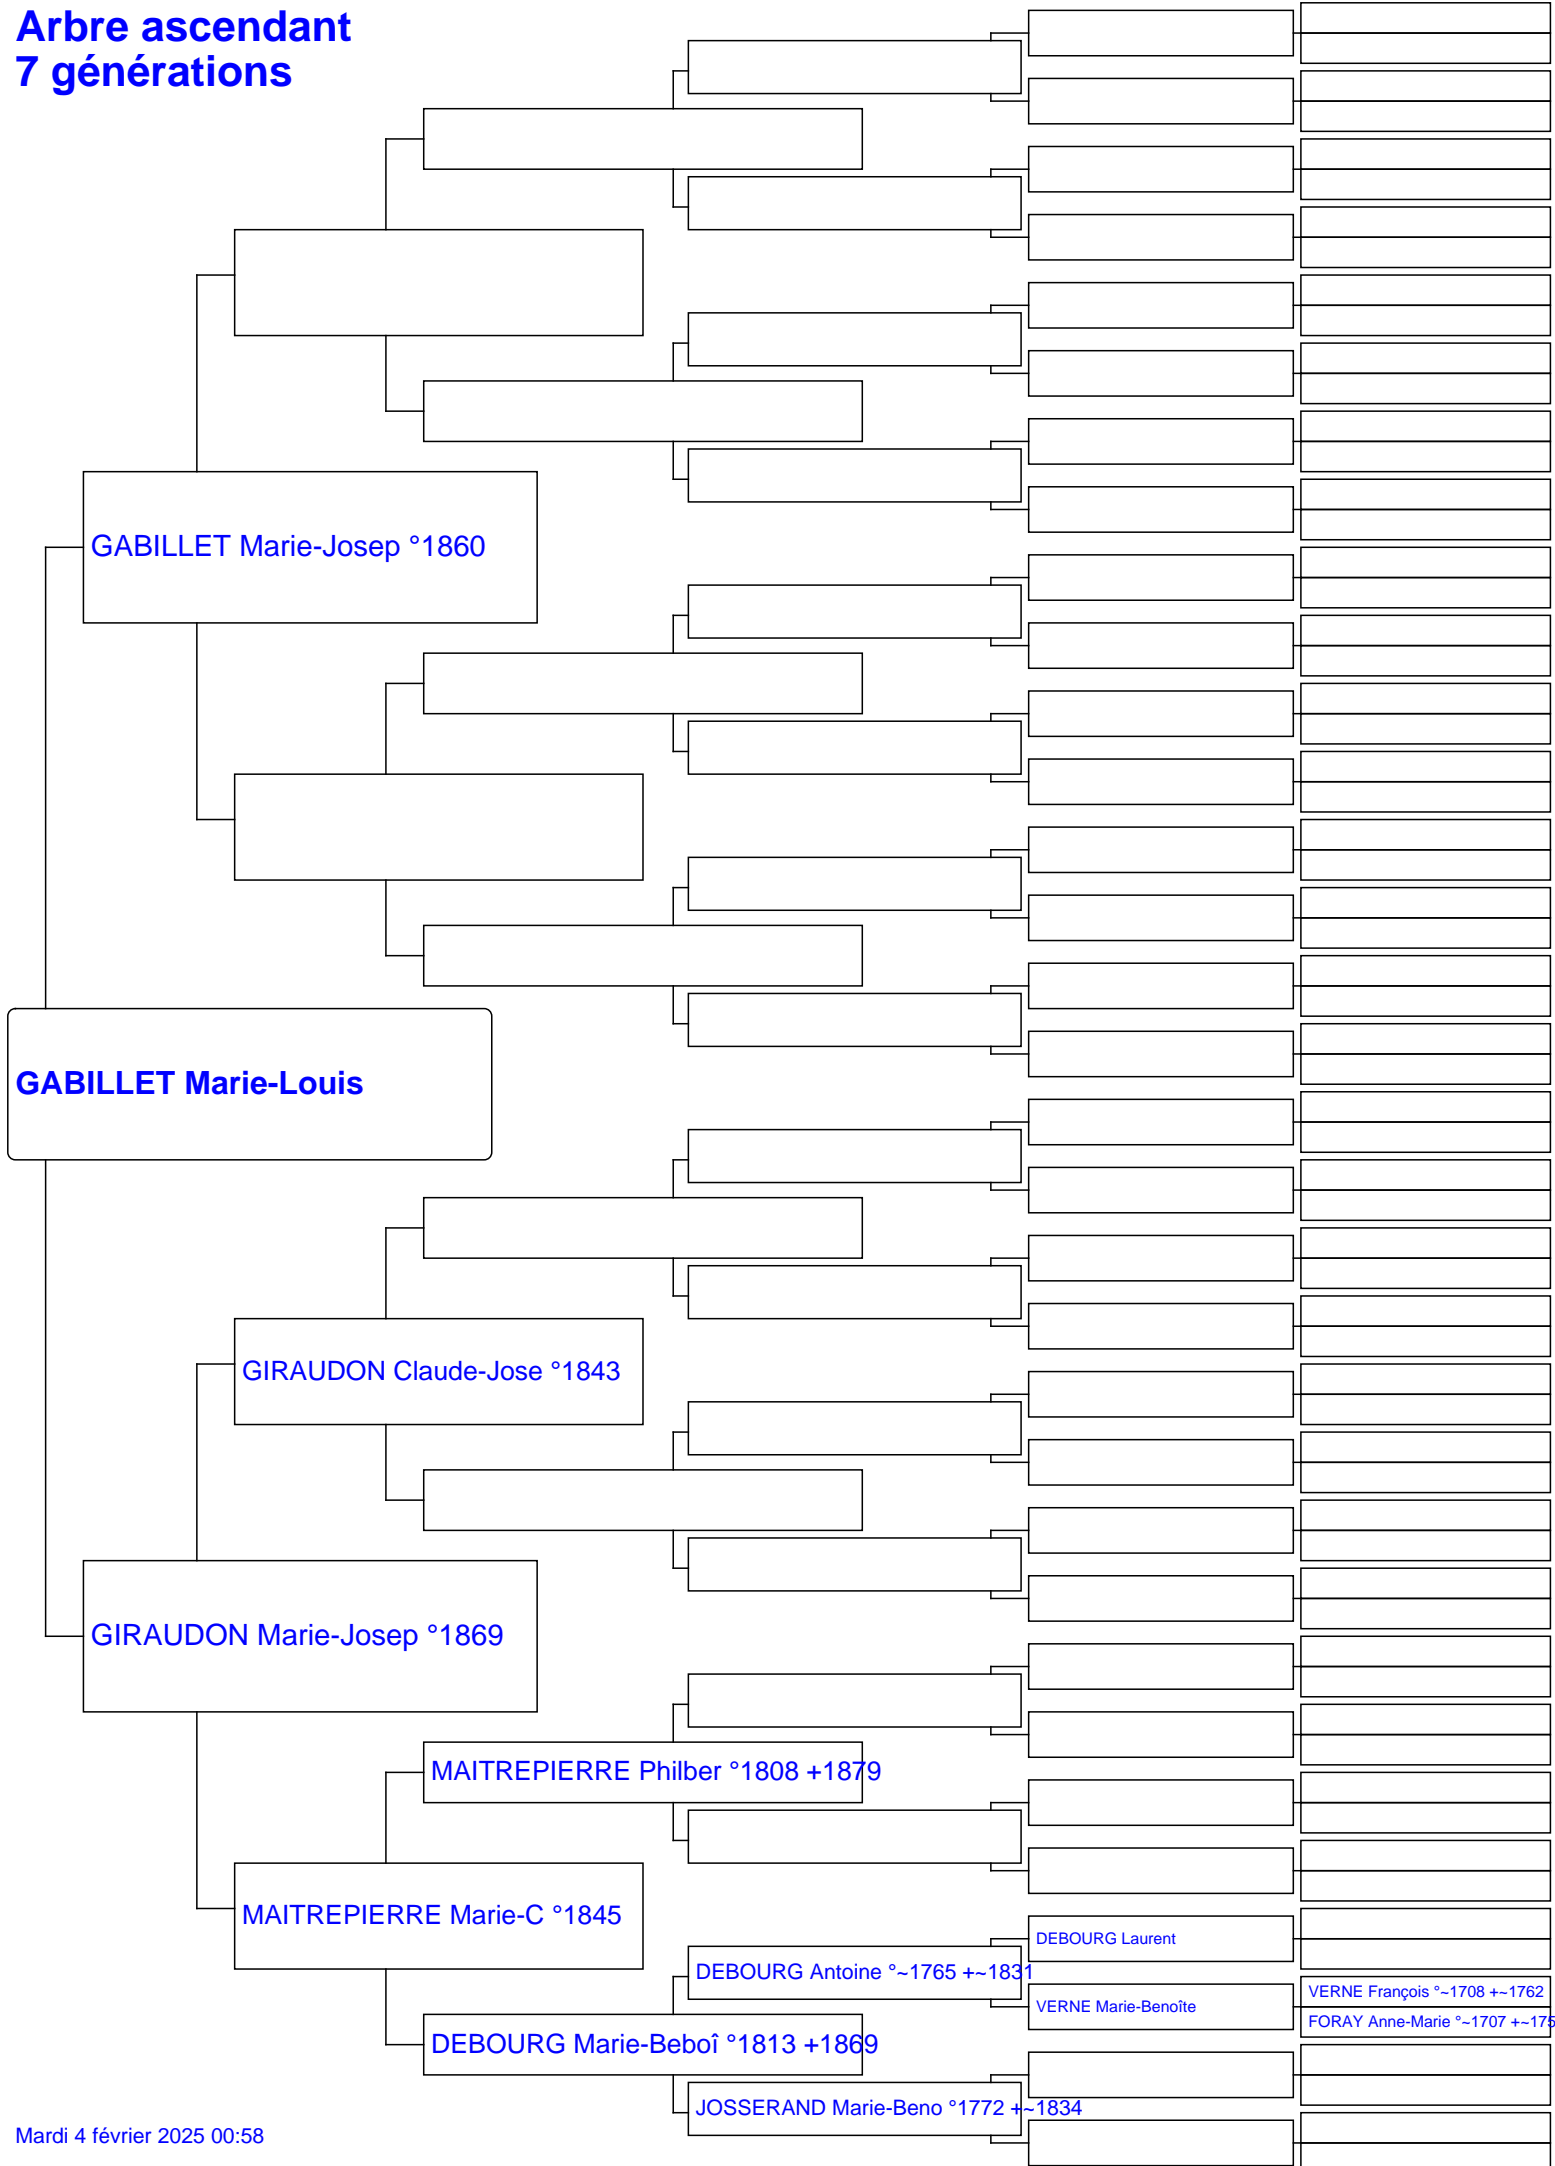 Arbre ascendant
7 générations
GABILLET Marie-Josep °1860
GABILLET Marie-Louis
GIRAUDON Claude-Jose °1843
GIRAUDON Marie-Josep °1869
MAITREPIERRE Philber °1808 +1879
MAITREPIERRE Marie-C °1845
DEBOURG Laurent
DEBOURG Antoine °~1765 +~1831
VERNE François °~1708 +~1762
VERNE Marie-Benoîte
FORAY Anne-Marie °~1707 +~175
DEBOURG Marie-Beboî °1813 +1869
JOSSERAND Marie-Beno °1772 +~1834
Mardi 4 février 2025 00:58